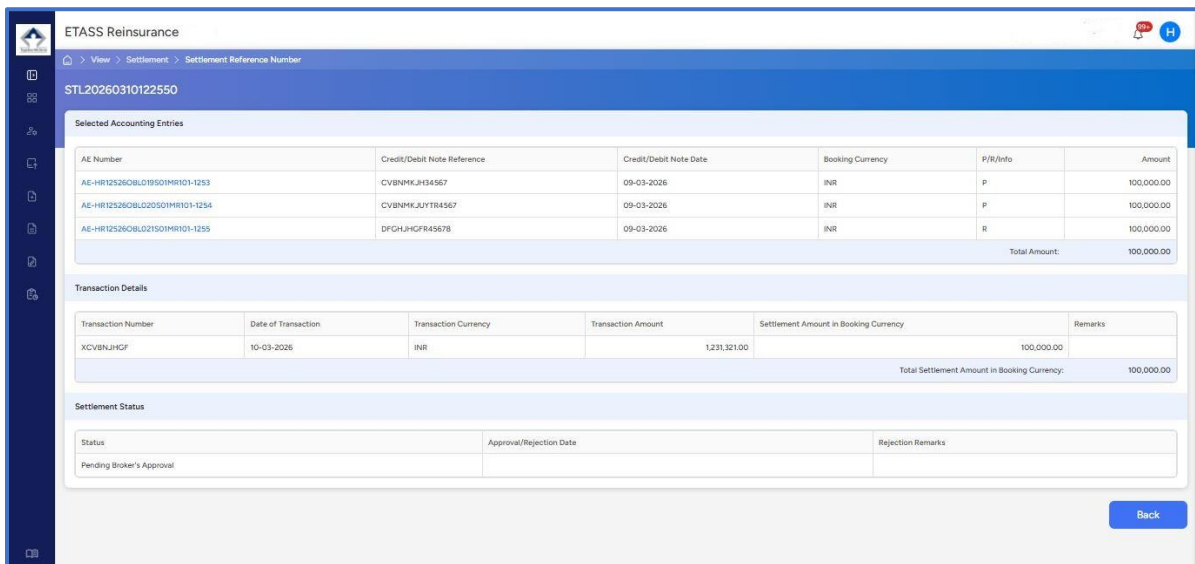 ETASS Reinsurance
99+
H
> View > Settlement > Settlement Reference Number
STL20260310122550
Selected Accounting Entries
AE Number Credit/Debit Note Reference Credit/Debit Note Date Booking Currency P/R/Info Amount
AE-HR12526OBL019S01MR101-1253 CVBNMKJH34567 09-03-2026 INR P 100,000.00
AE-HR12526OBL020S01MR101-1254 CVBNMKJUYTR4567 09-03-2026 INR P 100,000.00
AE-HR12526OBL021S01MR101-1255 DFGHJHGFR45678 09-03-2026 INR R 100,000.00
Total Amount: 100,000.00
Transaction Details
Transaction Number Date of Transaction Transaction Currency Transaction Amount Settlement Amount in Booking Currency Remarks
XCVBNJHGF 10-03-2026 INR 1,231,321.00 100,000.00
Total Settlement Amount in Booking Currency: 100,000.00
Settlement Status
Status Approval/Rejection Date Rejection Remarks
Pending Broker's Approval
Back